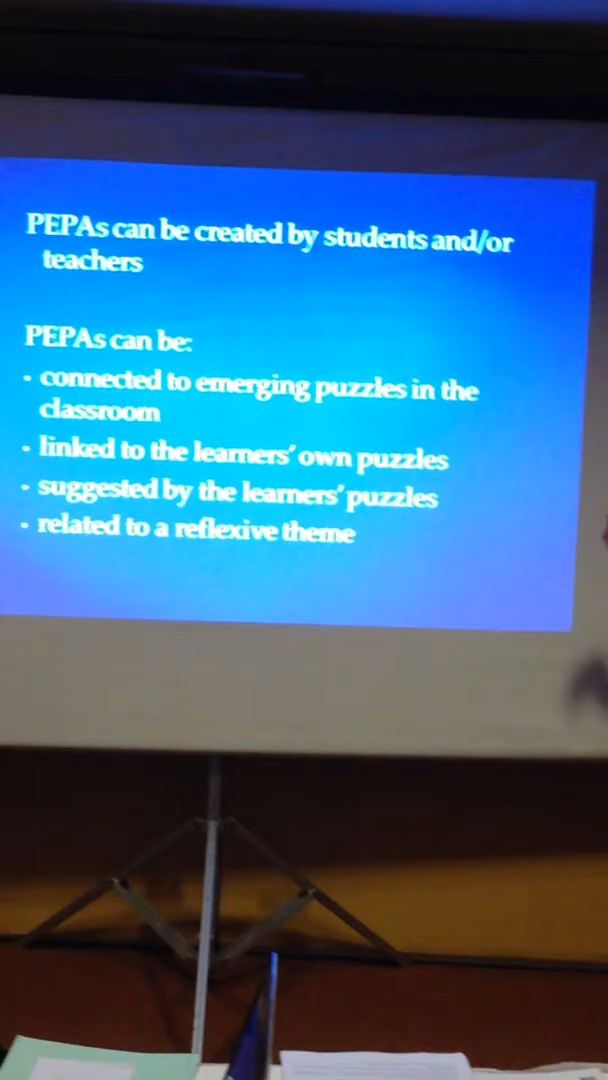 PEPAs can be created by students and/or
teachers
PEPAs can be:
• connected to emerging puzzles in the
classroom
• linked to the learners' own puzzles
• suggested by the learners' puzzles
• related to a reflexive theme